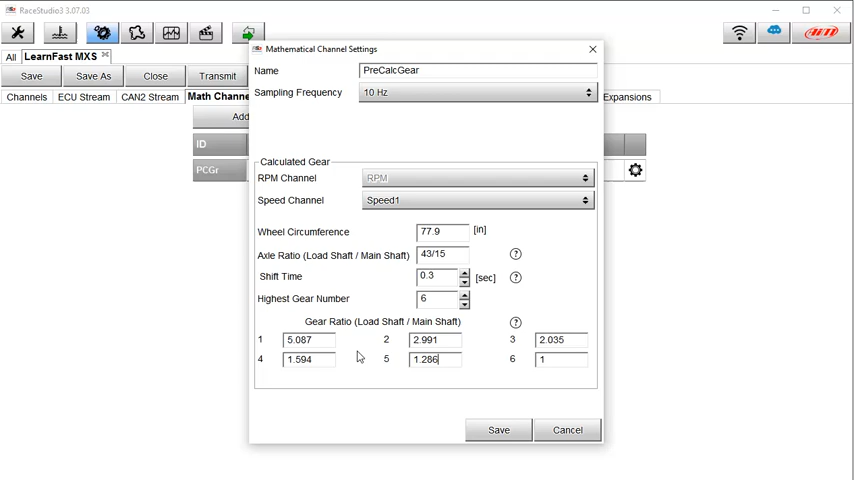 RaceStudio3 3.07.03
All LearnFast MXS
Save Save As Close Transmit
Channels ECU Stream CAN2 Stream Math Channe Expansions
Add
ID
PCGr
Mathematical Channel Settings
Name PreCalcGear
Sampling Frequency 10 Hz
Calculated Gear
RPM Channel RPM
Speed Channel Speed1
Wheel Circumference 77.9 [in]
Axle Ratio (Load Shaft / Main Shaft) 43/15 ?
Shift Time 0.3 [sec] ?
Highest Gear Number 6
Gear Ratio (Load Shaft / Main Shaft) ?
1 5.087 2 2.991 3 2.035
4 1.594 5 1.286 6 1
Save Cancel